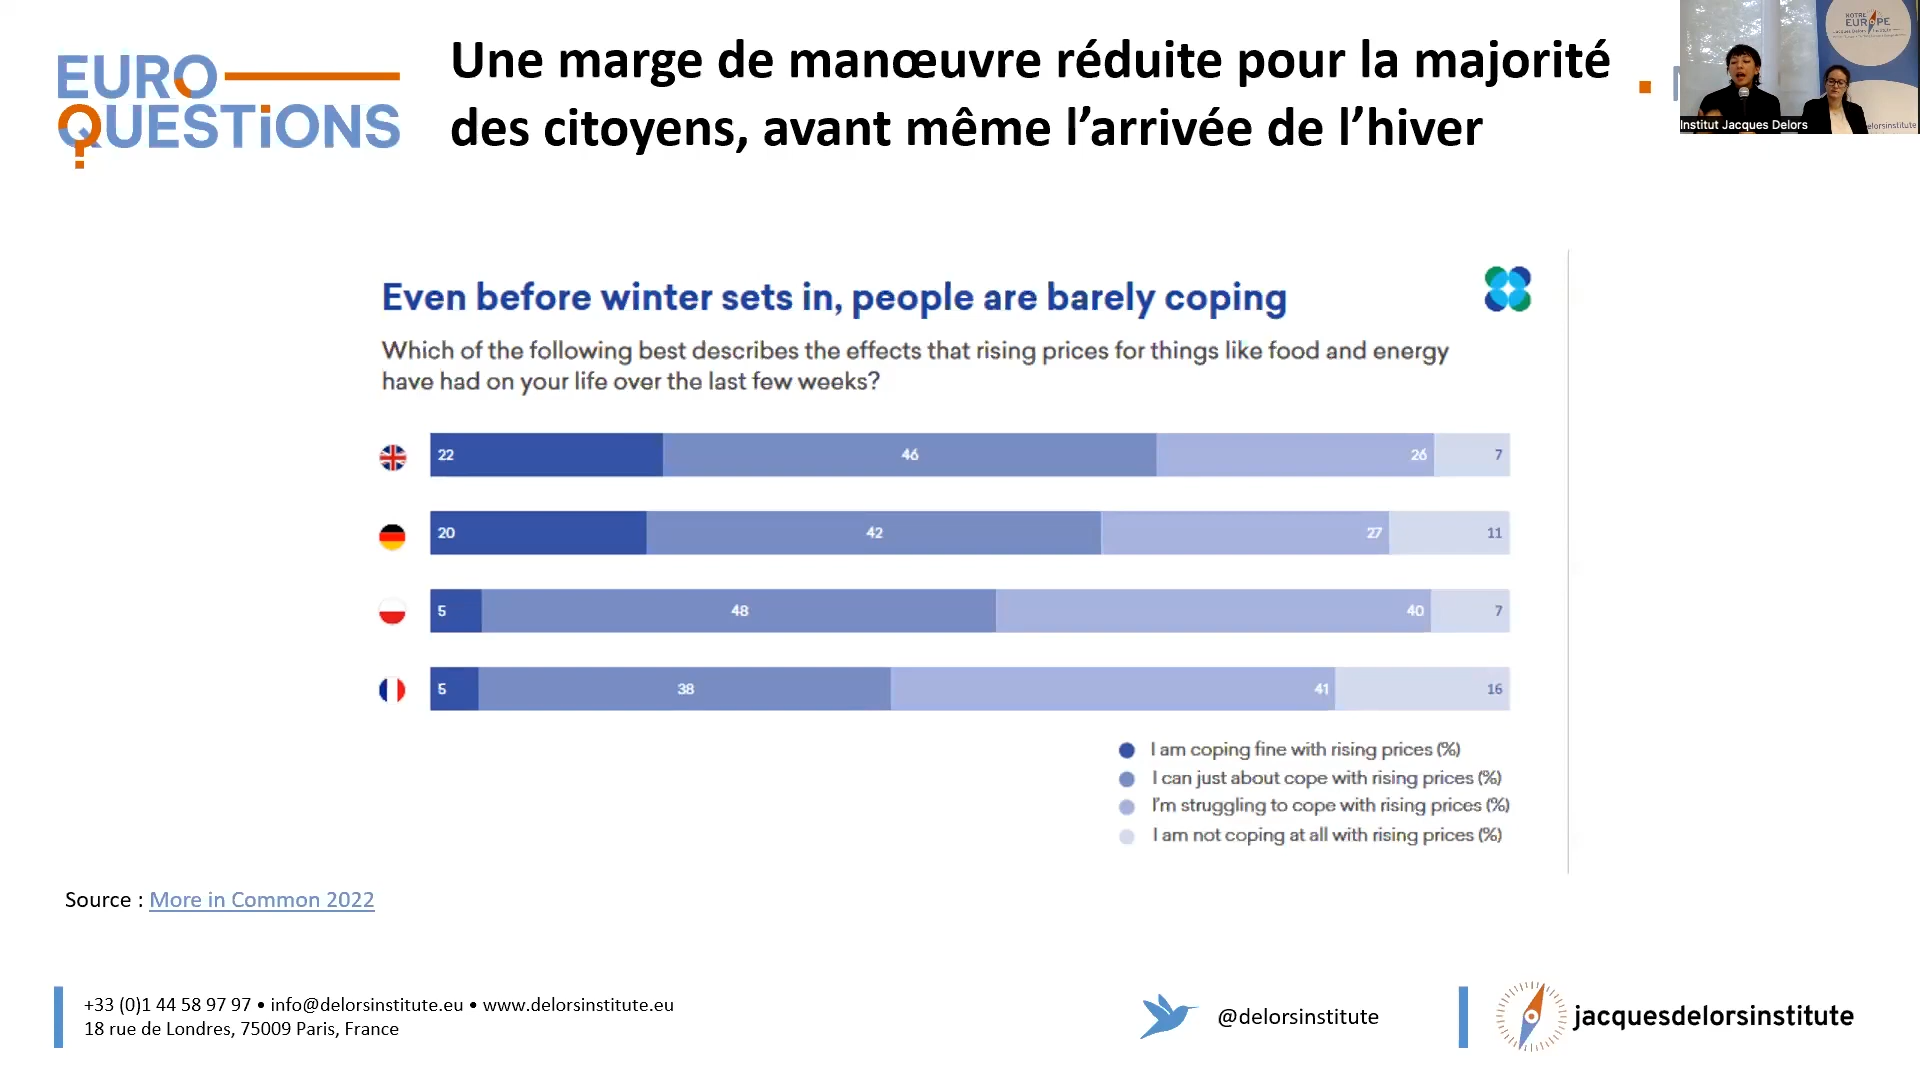 EURO
QUESTiONS
?
Une marge de manœuvre réduite pour la majorité
des citoyens, avant même l’arrivée de l’hiver
NOTRE
EUROPE
Institut Jacques Delors
Even before winter sets in, people are barely coping
Which of the following best describes the effects that rising prices for things like food and energy
have had on your life over the last few weeks?
22 46 26 7
20 42 27 11
5 48 40 7
5 38 41 16
I am coping fine with rising prices (%)
I can just about cope with rising prices (%)
I'm struggling to cope with rising prices (%)
I am not coping at all with rising prices (%)
Source : More in Common 2022
+33 (0)1 44 58 97 97 • info@delorsinstitute.eu • www.delorsinstitute.eu
18 rue de Londres, 75009 Paris, France
@delorsinstitute
jacquesdelorsinstitute